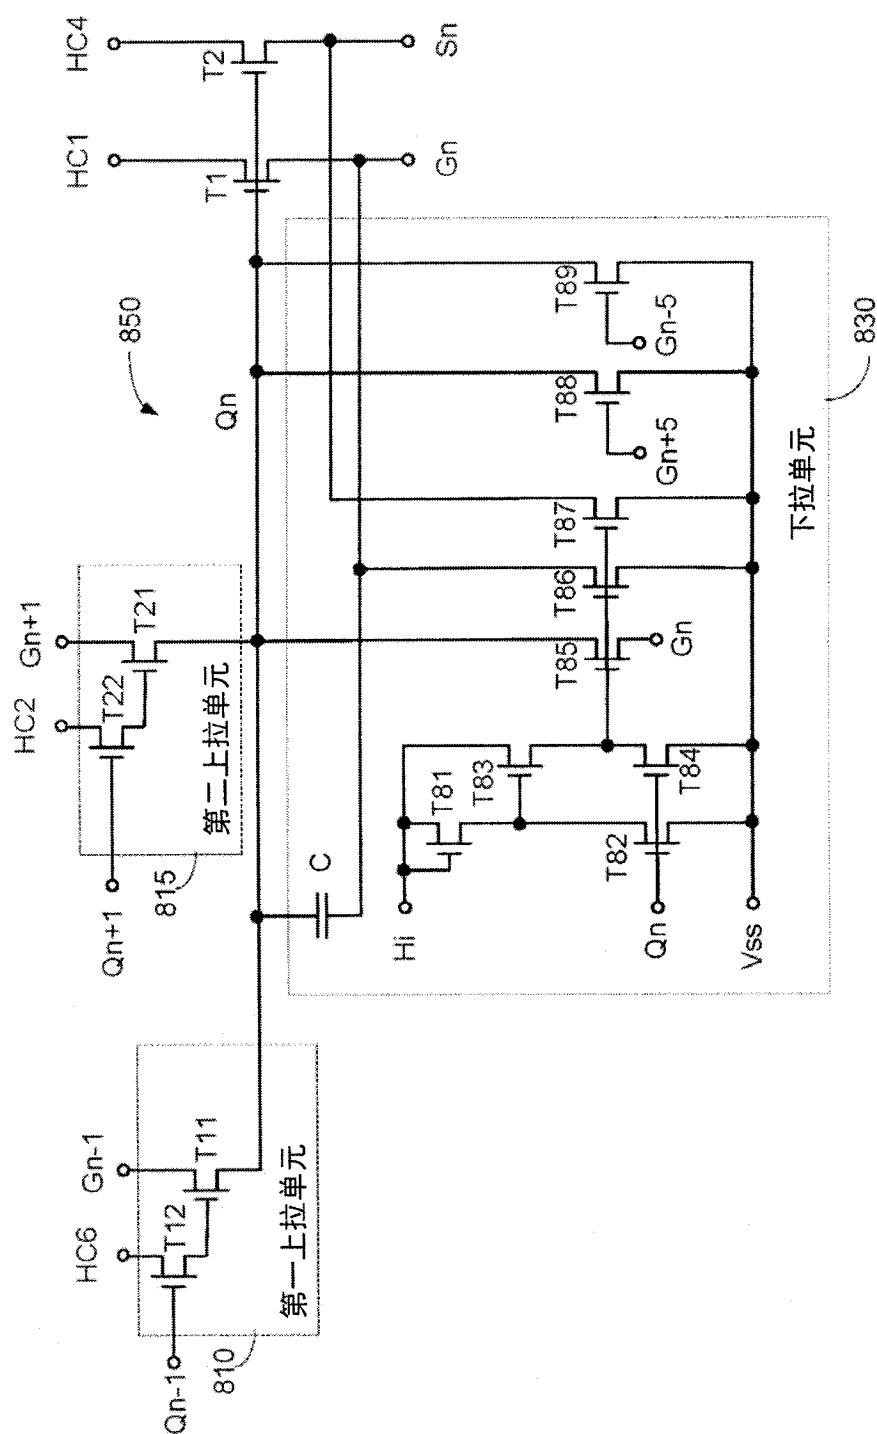 HC2
Gn+1
HC6
Gn-1
HC1
HC4
Qn+1
T22
T21
850
Qn-1
T12
T11
815
第二上拉单元
T1
T2
810
第一上拉单元
Qn
C
Hi
T81
Gn
Sn
T83
T85
T86
T87
T88
T89
T82
Qn
T84
Gn
Gn+5
Gn-5
Vss
下拉单元
830